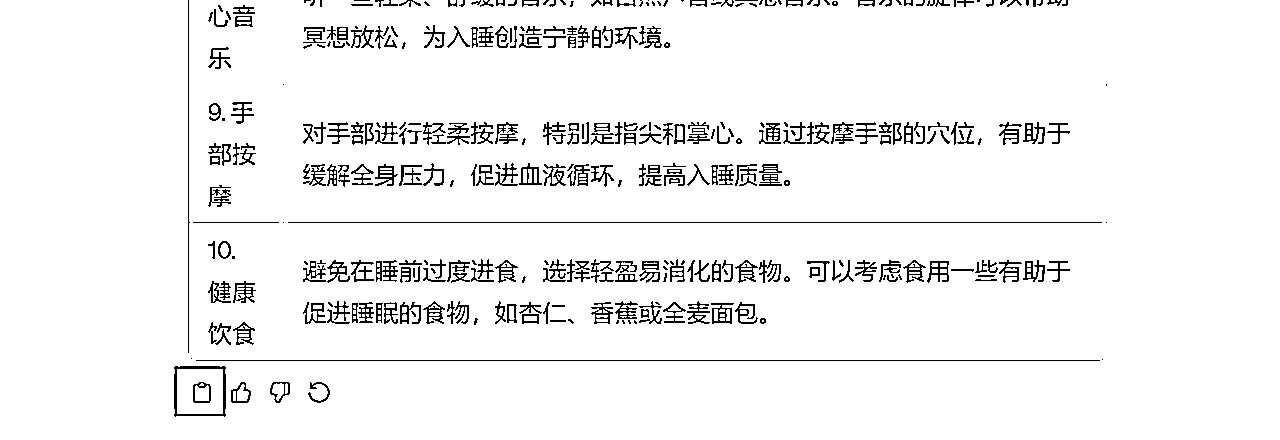 心音
乐
冥想放松，为入睡创造宁静的环境。
9. 手
部按
摩
对手部进行轻柔按摩，特别是指尖和掌心。通过按摩手部的穴位，有助于
缓解全身压力，促进血液循环，提高入睡质量。
10.
健康
饮食
避免在睡前过度进食，选择轻盈易消化的食物。可以考虑食用一些有助于
促进睡眠的食物，如杏仁、香蕉或全麦面包。